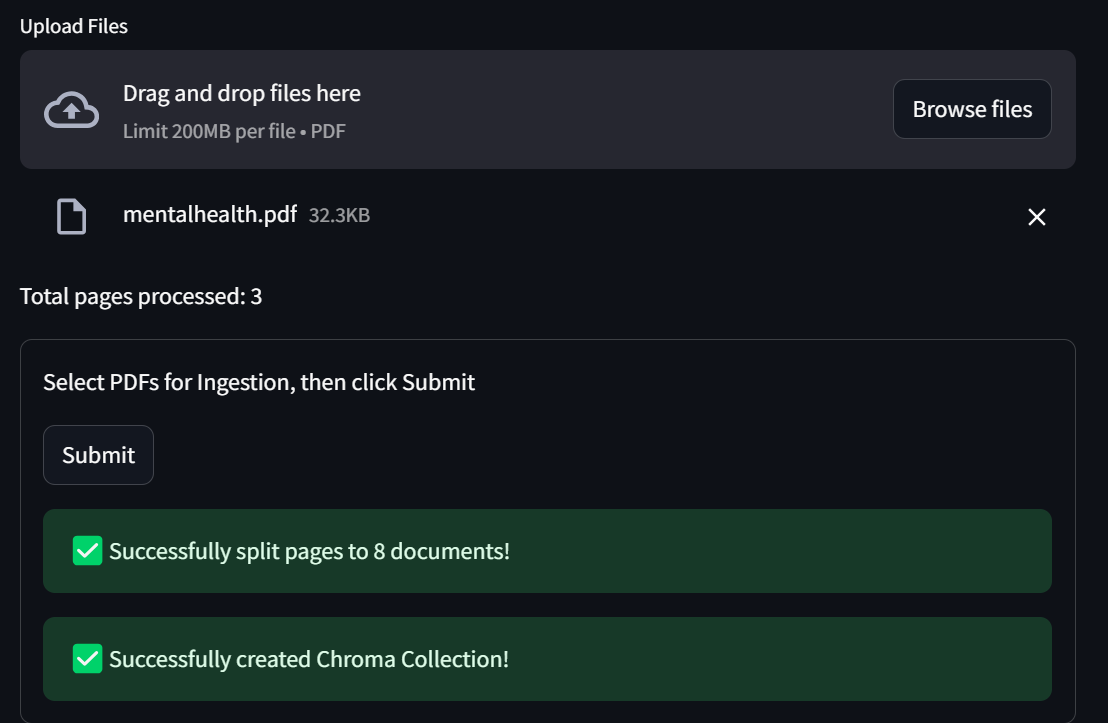 Upload Files
Drag and drop files here
Limit 200MB per file • PDF
Browse files
mentalhealth.pdf 32.3KB
Total pages processed: 3
Select PDFs for Ingestion, then click Submit
Submit
✅ Successfully split pages to 8 documents!
✅ Successfully created Chroma Collection!